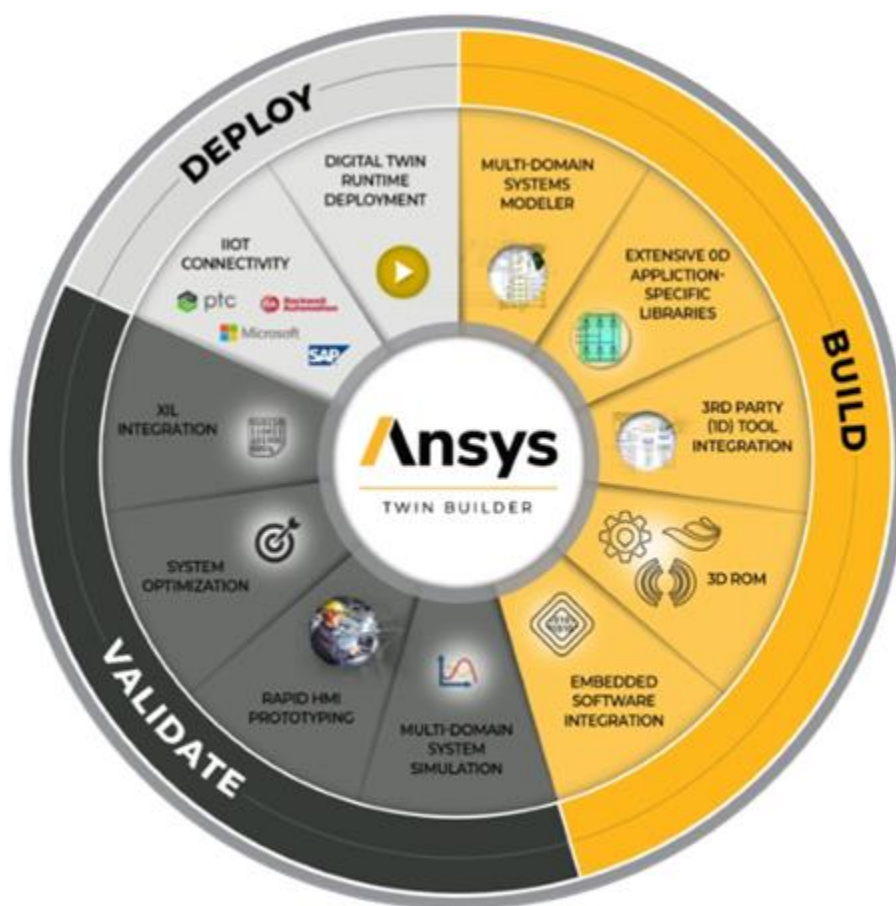 DEPLOY
DIGITAL TWIN
RUNTIME
DEPLOYMENT
IIOT
CONNECTIVITY
ptc
Rockwell
Automation
Microsoft
SAP
BUILD
MULTI-DOMAIN
SYSTEMS
MODELER
EXTENSIVE 0D
APPLICTION-
SPECIFIC
LIBRARIES
3RD PARTY
(1D) TOOL
INTEGRATION
3D ROM
EMBEDDED
SOFTWARE
INTEGRATION
VALIDATE
MULTI-DOMAIN
SYSTEM
SIMULATION
RAPID HMI
PROTOTYPING
SYSTEM
OPTIMIZATION
XIL
INTEGRATION
Ansys
TWIN BUILDER